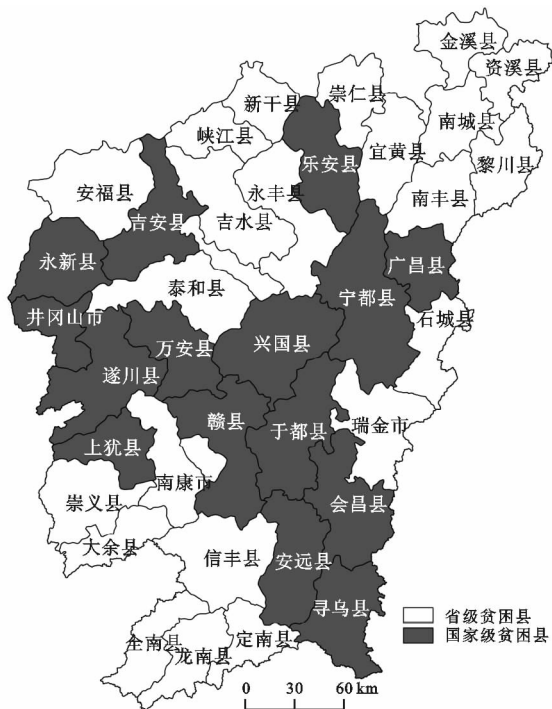 金溪县
资溪县
崇仁县
新干县
南城县
峡江县
宜黄县
乐安县
黎川县
安福县
永丰县
南丰县
吉安县
吉水县
永新县
广昌县
泰和县
宁都县
井冈山市
石城县
万安县
兴国县
遂川县
赣县
于都县
瑞金市
上犹县
南康市
崇义县
会昌县
大余县
信丰县
安远县
寻乌县
省级贫困县
国家级贫困县
全南县
龙南县
定南县
0 30 60 km